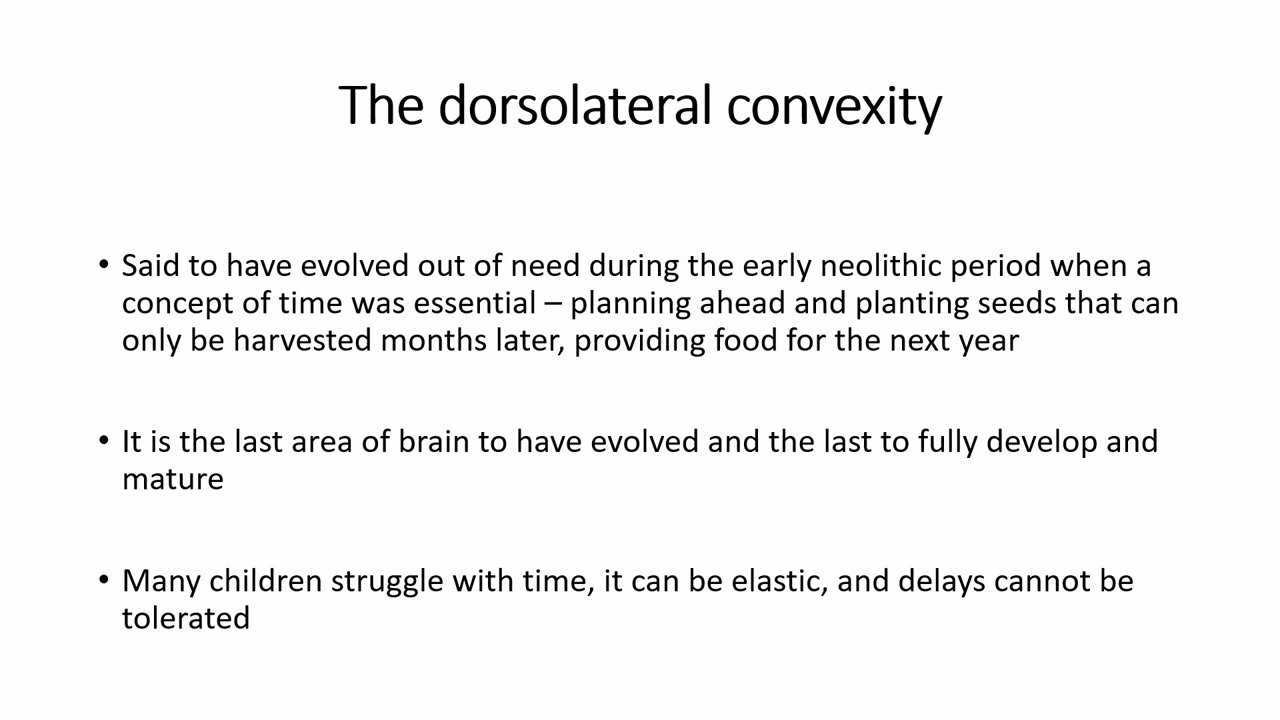 The dorsolateral convexity
• Said to have evolved out of need during the early neolithic period when a
concept of time was essential – planning ahead and planting seeds that can
only be harvested months later, providing food for the next year
• It is the last area of brain to have evolved and the last to fully develop and
mature
• Many children struggle with time, it can be elastic, and delays cannot be
tolerated